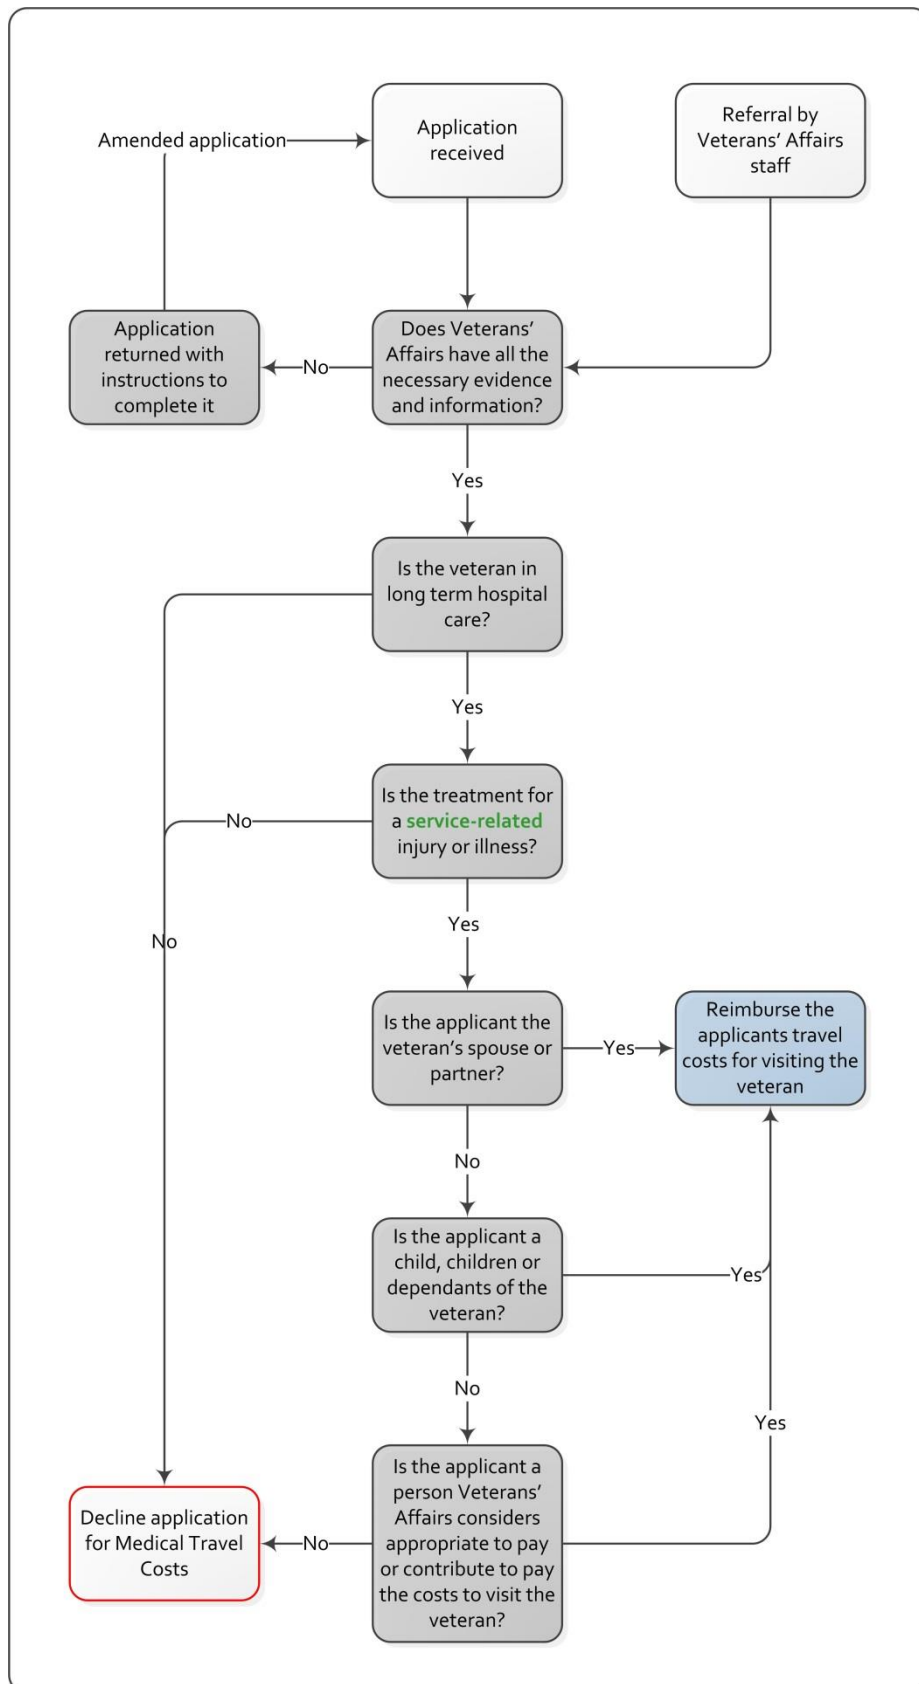 Amended application
Application
received
Referral by
Veterans’ Affairs
staff
Application
returned with
instructions to
complete it
No
Does Veterans’
Affairs have all the
necessary evidence
and information?
Yes
Is the veteran in
long term hospital
care?
Yes
No
Is the treatment for
a service-related
injury or illness?
Yes
No
Is the applicant the
veteran’s spouse or
partner?
Yes
Reimburse the
applicants travel
costs for visiting the
veteran
No
Is the applicant a
child, children or
dependants of the
veteran?
Yes
No
Yes
Decline application
for Medical Travel
Costs
No
Is the applicant a
person Veterans’
Affairs considers
appropriate to pay
or contribute to pay
the costs to visit the
veteran?